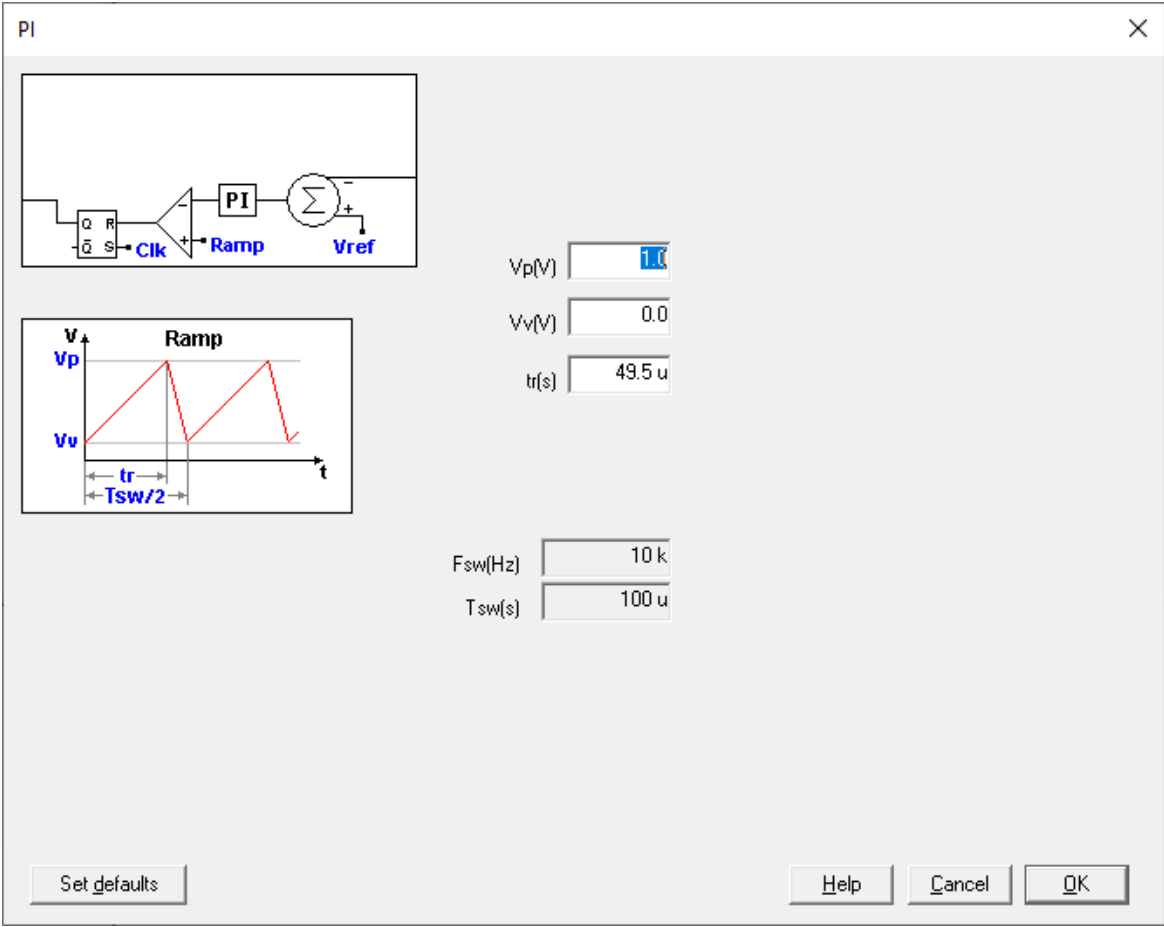 PI
PI
Σ
−
+
−
+
Q R
Q̄ S
Clk
Ramp
Vref
Vp(V) 1.0
Vv(V) 0.0
tr(s) 49.5 u
V
Ramp
Vp
Vv
t
tr
Tsw/2
Fsw(Hz) 10 k
Tsw(s) 100 u
Set defaults
Help
Cancel
OK